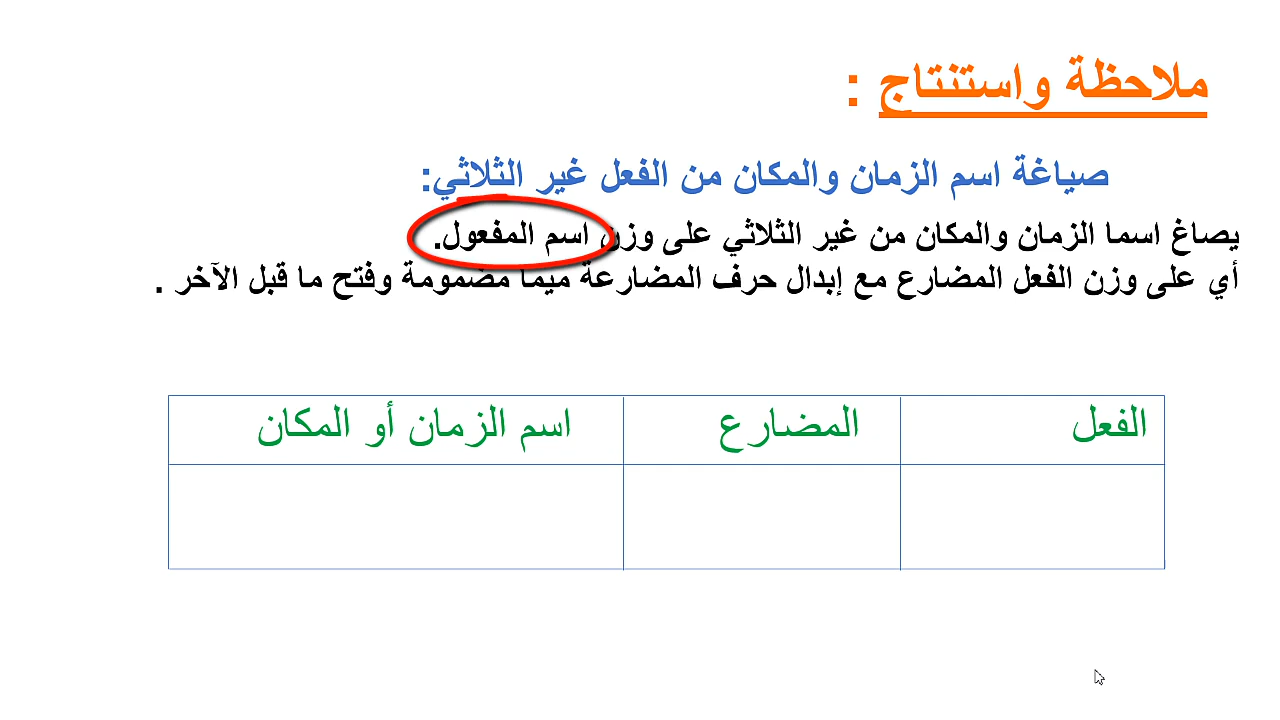 ملاحظة واستنتاج :
صياغة اسم الزمان والمكان من الفعل غير الثلاثي:
يصاغ اسما الزمان والمكان من غير الثلاثي على وزن اسم المفعول.
أي على وزن الفعل المضارع مع إبدال حرف المضارعة ميما مضمومة وفتح ما قبل الآخر .
الفعل المضارع اسم الزمان أو المكان